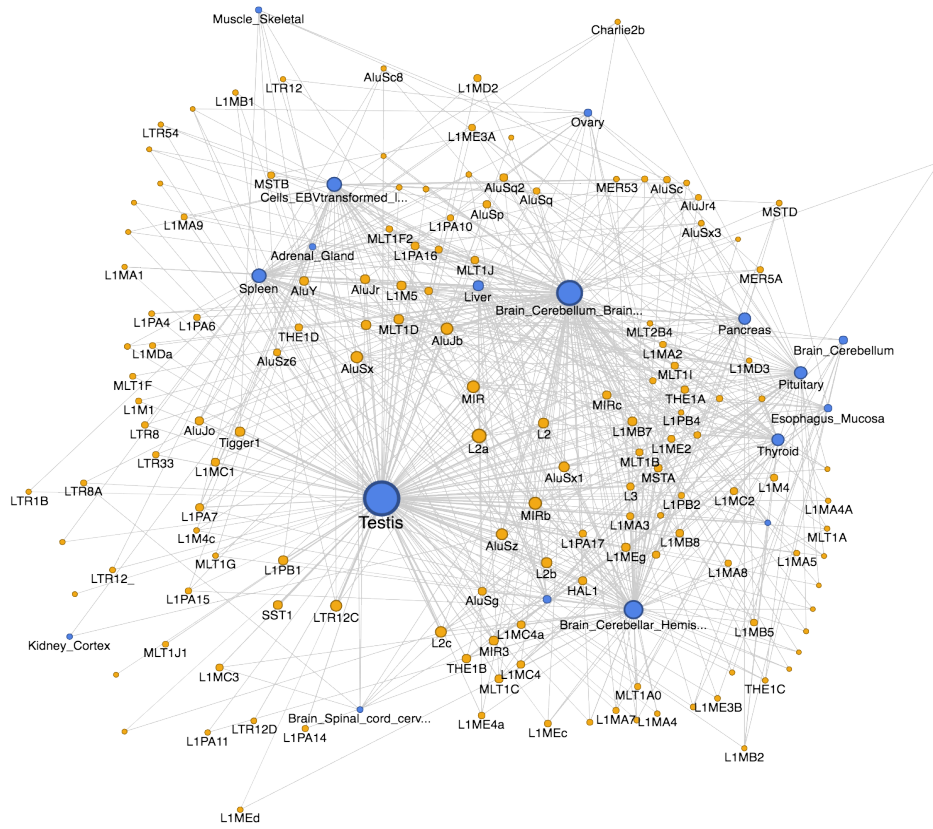 Muscle_Skeletal
Charlie2b
AluSc8
LTR12
L1MD2
L1MB1
Ovary
LTR54
L1ME3A
MSTB
AluSq2
MER53
AluSc
Cells_EBVtransformed_l...
AluSq
AluJr4
AluSp
MSTD
L1MA9
L1PA10
AluSx3
MLT1F2
Adrenal_Gland
L1PA16
L1MA1
MLT1J
MER5A
Spleen
AluY
AluJr
L1M5
Liver
Brain_Cerebellum_Brain...
L1PA4
L1PA6
MLT1D
MLT2B4
Pancreas
THE1D
AluJb
L1MDa
AluSz6
AluSx
L1MA2
Brain_Cerebellum
L1MD3
MLT1I
MLT1F
Pituitary
MIR
THE1A
L1M1
MIRc
L1PB4
Esophagus_Mucosa
LTR8
AluJo
L1MB7
Tigger1
L2
L2a
L1ME2
Thyroid
LTR33
L1MC1
MLT1B
AluSx1
MSTA
L1M4
LTR1B
LTR8A
L3
L1MC2
L1PB2
L1MA4A
Testis
MIRb
L1PA7
L1MA3
L1M4c
L1PA17
L1MB8
MLT1A
AluSz
L1MEg
MLT1G
L1MA5
L1PB1
L2b
L1MA8
LTR12_
HAL1
L1PA15
AluSg
SST1
LTR12C
Brain_Cerebellar_Hemis...
L1MC4a
L1MB5
Kidney_Cortex
L2c
MLT1J1
MIR3
THE1B
L1MC3
L1MC4
MLT1C
THE1C
MLT1A0
L1ME3B
Brain_Spinal_cord_cerv...
L1ME4a
L1MA7
L1MA4
LTR12D
L1MEc
L1PA11
L1PA14
L1MB2
L1MEd